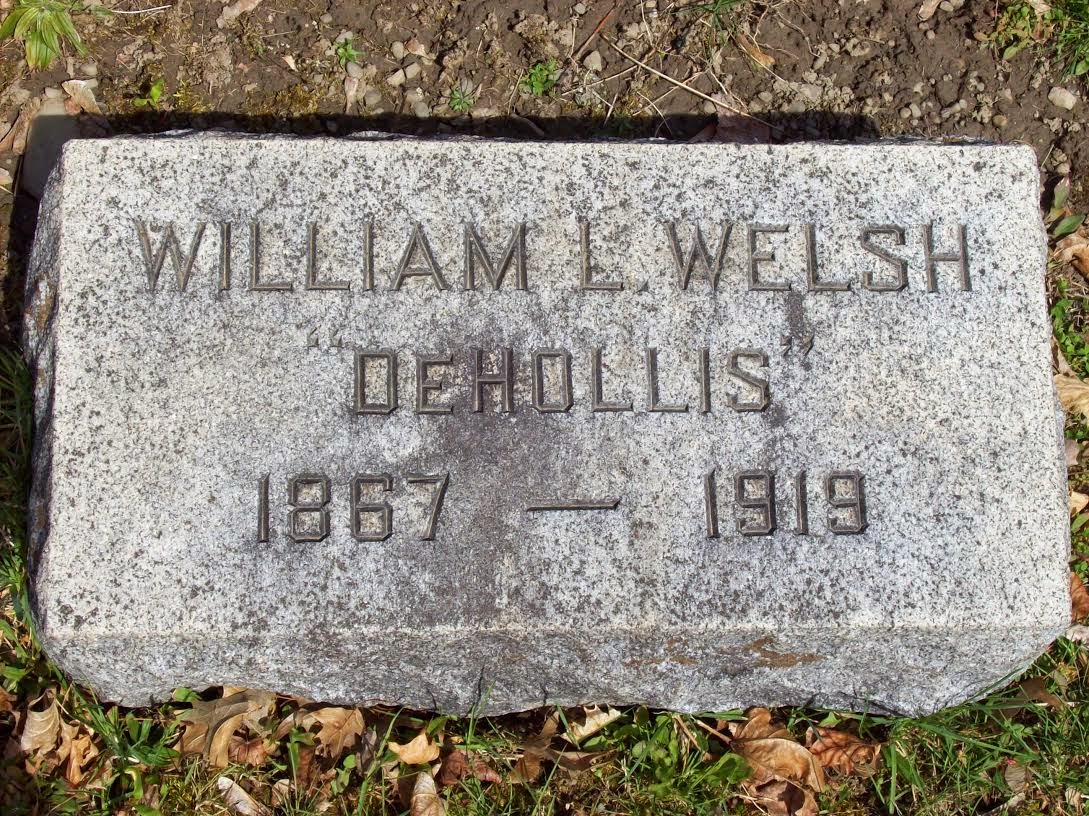 WILLIAM L. WELSH
"DEHOLLIS"
1867 — 1919